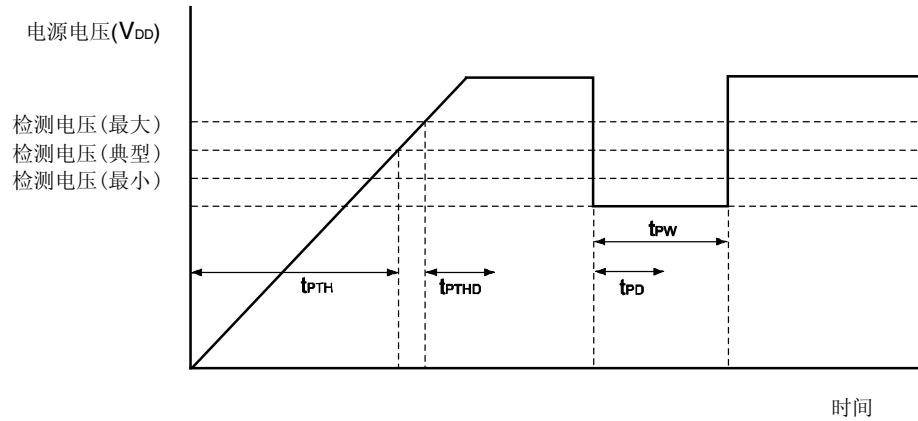 电源电压(VDD)
检测电压(最大)
检测电压(典型)
检测电压(最小)
tPW
tPTH
tPTHD
tPD
时间